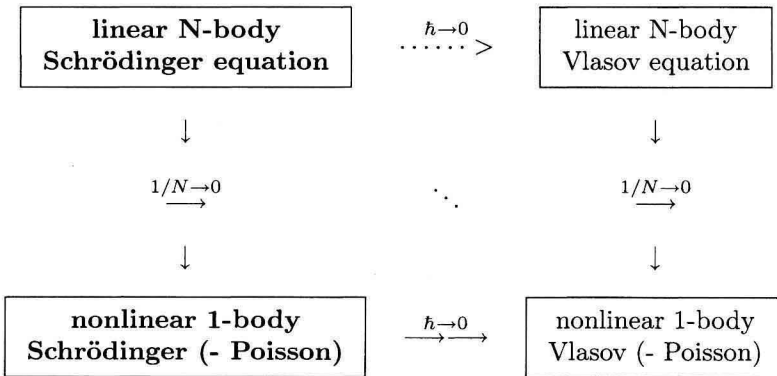 linear N-body
Schrödinger equation
ℏ→0
⋯⋯>
linear N-body
Vlasov equation
↓ ↓
1/N→0
⟶
⋱
1/N→0
⟶
↓ ↓
nonlinear 1-body
Schrödinger (- Poisson)
ℏ→0
⟶⟶
nonlinear 1-body
Vlasov (- Poisson)